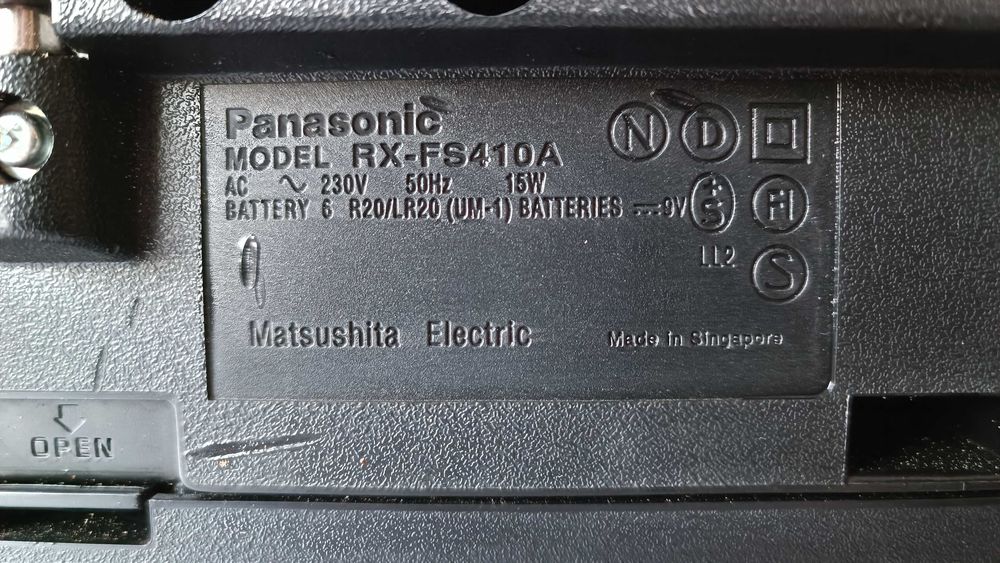 Panasonic
MODEL RX-FS410A
AC ~ 230V 50Hz 15W
BATTERY 6 R20/LR20 (UM-1) BATTERIES ⎓9V
N D
+S FI
LL2 S
Matsushita Electric Made in Singapore
OPEN